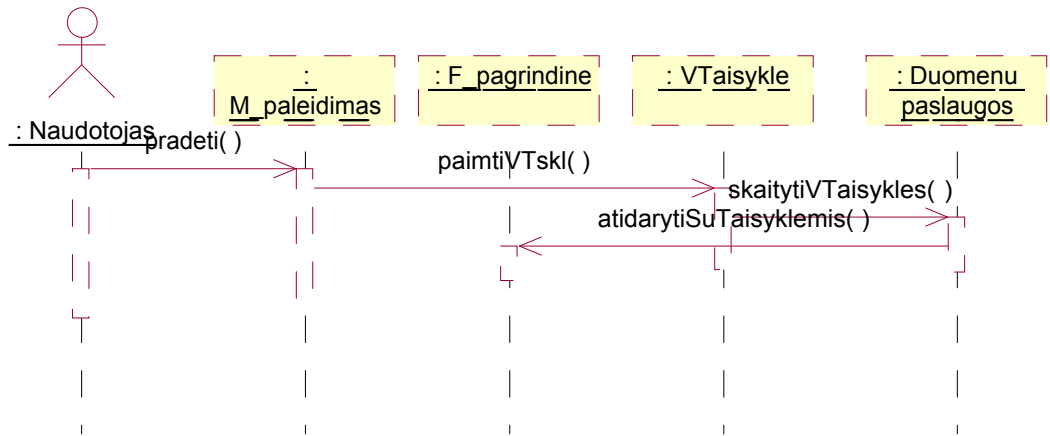 :
M_paleidimas
: F_pagrindine
: VTaisykle
: Duomenu
paslaugos
: Naudotojas
pradeti( )
paimtiVTskl( )
skaitytiVTaisykles( )
atidarytiSuTaisyklemis( )